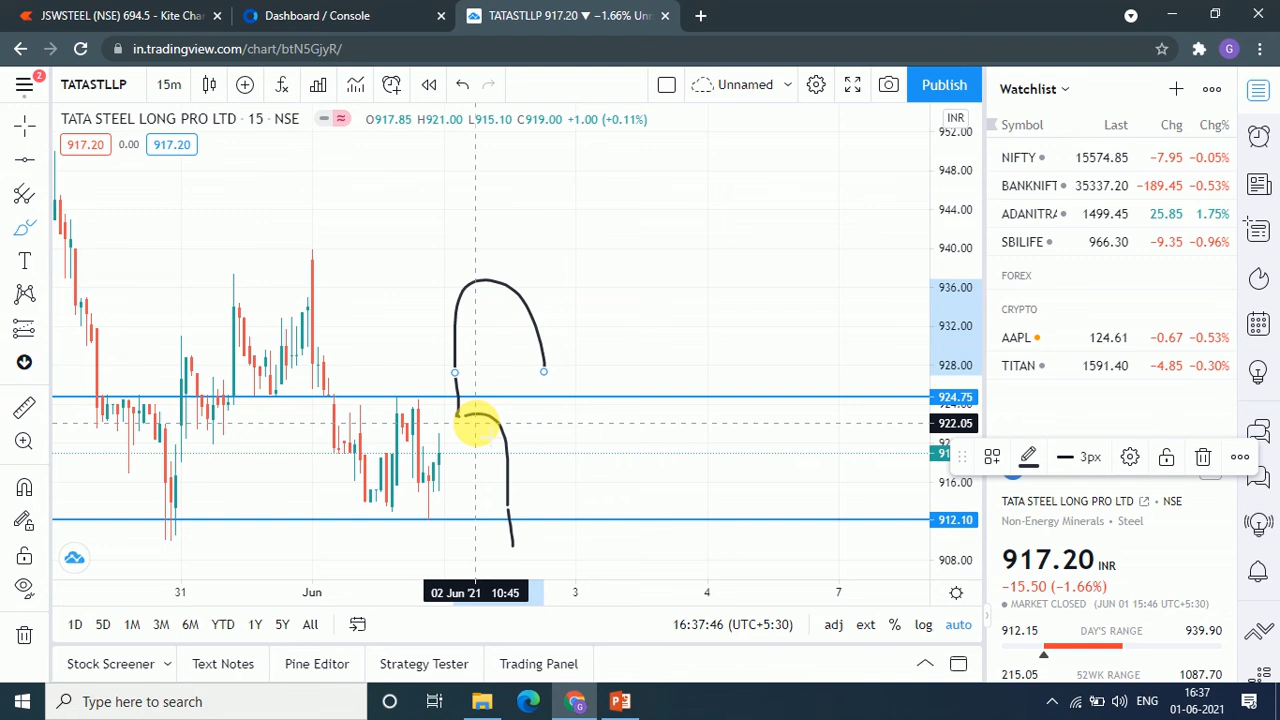 JSWSTEEL (NSE) 694.5 - Kite Cha
Dashboard / Console
TATASTLLP 917.20 ▼ −1.66% Unn
in.tradingview.com/chart/btN5GjyR/
G
2
TATASTLLP
15m
Unnamed
Publish
Watchlist
TATA STEEL LONG PRO LTD · 15 · NSE
O917.85 H921.00 L915.10 C919.00 +1.00 (+0.11%)
INR
917.20
0.00
917.20
952.00
948.00
944.00
940.00
936.00
932.00
928.00
924.75
924.00
922.05
916.00
912.10
908.00
Symbol Last Chg Chg%
NIFTY 15574.85 −7.95 −0.05%
BANKNIFT 35337.20 −189.45 −0.53%
ADANITRA 1499.45 25.85 1.75%
SBILIFE 966.30 −9.35 −0.96%
FOREX
CRYPTO
AAPL 124.61 −0.67 −0.53%
TITAN 1591.40 −4.85 −0.30%
3px
TATA STEEL LONG PRO LTD · NSE
Non-Energy Minerals · Steel
917.20 INR
−15.50 (−1.66%)
MARKET CLOSED (JUN 01 15:46 UTC+5:30)
912.15 DAY'S RANGE 939.90
215.05 52WK RANGE 1087.70
31
Jun
02 Jun '21 10:45
3
4
7
1D 5D 1M 3M 6M YTD 1Y 5Y All
16:37:46 (UTC+5:30)
adj ext % log auto
Stock Screener
Text Notes
Pine Editor
Strategy Tester
Trading Panel
Type here to search
ENG
16:37
01-06-2021